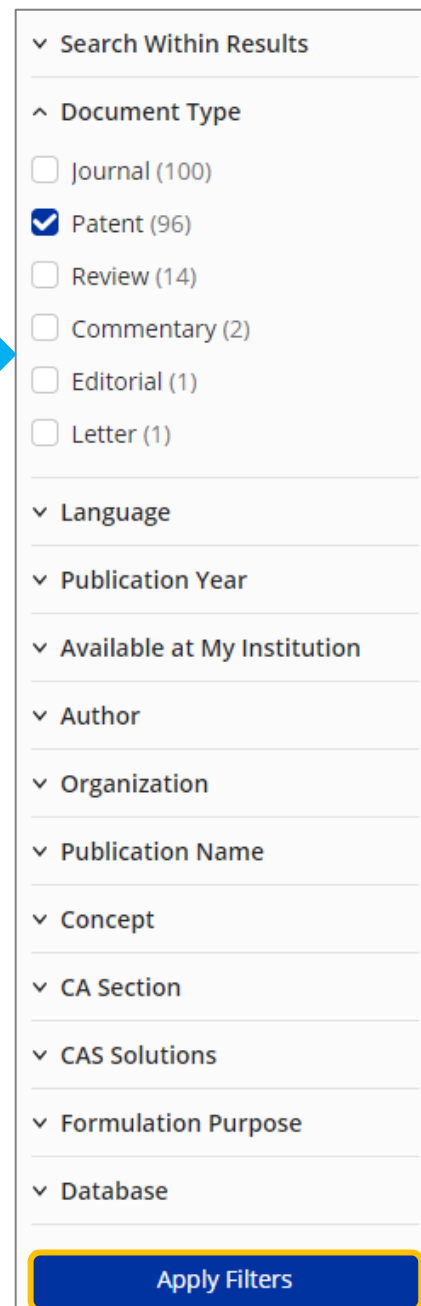 Search Within Results
Document Type
Journal (100)
Patent (96)
Review (14)
Commentary (2)
Editorial (1)
Letter (1)
Language
Publication Year
Available at My Institution
Author
Organization
Publication Name
Concept
CA Section
CAS Solutions
Formulation Purpose
Database
Apply Filters